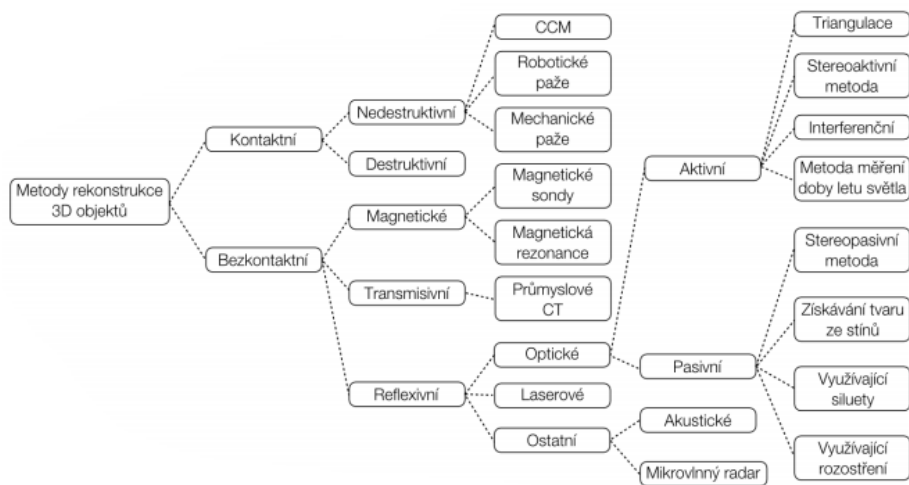 Metody rekonstrukce
3D objektů
Kontaktní
Bezkontaktní
Nedestruktivní
Destruktivní
Magnetické
Transmisivní
Reflexivní
CCM
Robotické
paže
Mechanické
paže
Magnetické
sondy
Magnetická
rezonance
Průmyslové
CT
Optické
Laserové
Ostatní
Aktivní
Pasivní
Akustické
Mikrovlnný radar
Triangulace
Stereoaktivní
metoda
Interferenční
Metoda měření
doby letu světla
Stereopasivní
metoda
Získávání tvaru
ze stínů
Využívající
siluety
Využívající
rozostření